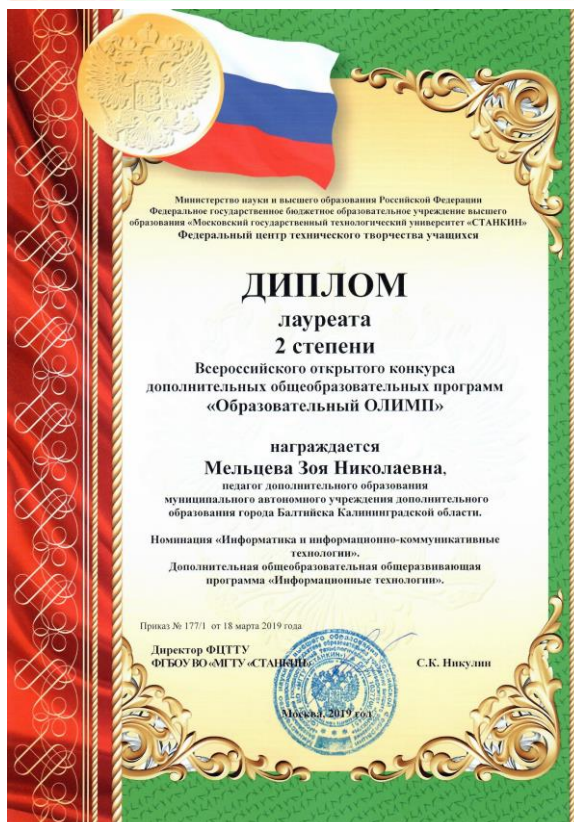 Министерство науки и высшего образования Российской Федерации
Федеральное государственное бюджетное образовательное учреждение высшего
образования «Московский государственный технологический университет «СТАНКИН»
Федеральный центр технического творчества учащихся
ДИПЛОМ
лауреата
2 степени
Всероссийского открытого конкурса
дополнительных общеобразовательных программ
«Образовательный ОЛИМП»
награждается
Мельцева Зоя Николаевна,
педагог дополнительного образования
муниципального автономного учреждения дополнительного
образования города Балтийска Калининградской области.
Номинация «Информатика и информационно-коммуникативные
технологии».
Дополнительная общеобразовательная общеразвивающая
программа «Информационные технологии».
Приказ № 177/1 от 18 марта 2019 года
Директор ФЦТТУ
ФГБОУ ВО «МГТУ «СТАНКИН» С.К. Никулин
Москва, 2019 год